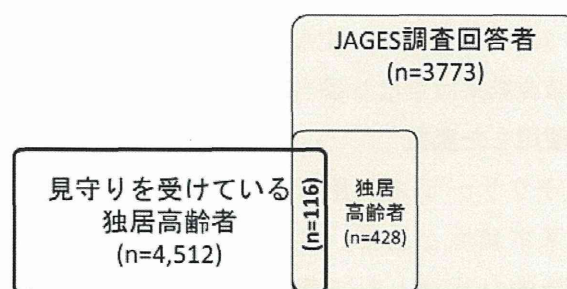 JAGES調査回答者
(n=3773)
見守りを受けている
独居高齢者
(n=4,512)
(n=116)
独居
高齢者
(n=428)